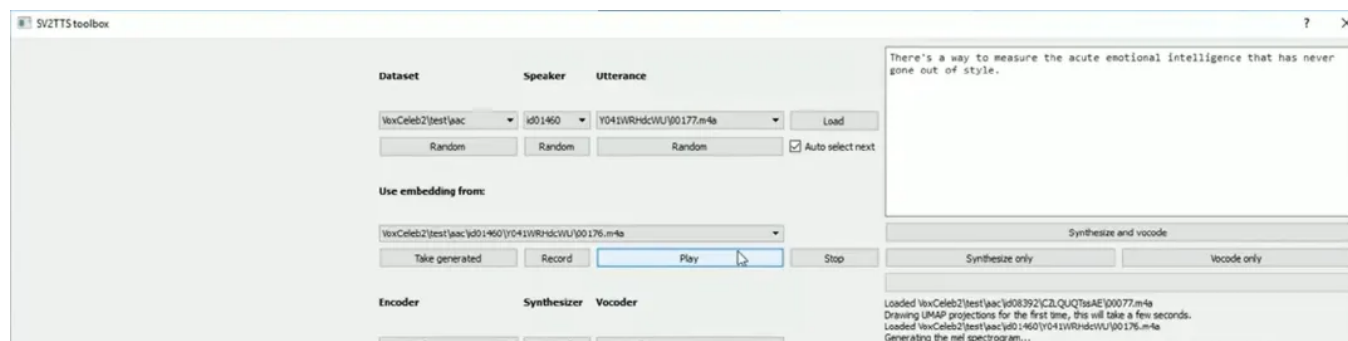 SV2TTS toolbox
?
Dataset Speaker Utterance
VoxCeleb2\test\aac id01460 Y041WRHdcWU\00177.m4a Load
Random Random Random Auto select next
Use embedding from:
VoxCeleb2\test\aac\id01460\Y041WRHdcWU\00176.m4a
Take generated Record Play Stop
Encoder Synthesizer Vocoder
There's a way to measure the acute emotional intelligence that has never
gone out of style.
Synthesize and vocode
Synthesize only Vocode only
Loaded VoxCeleb2\test\aac\id08392\CZLQUQTssAE\00077.m4a
Drawing UMAP projections for the first time, this will take a few seconds.
Loaded VoxCeleb2\test\aac\id01460\Y041WRHdcWU\00176.m4a
Generating the mel spectrogram...